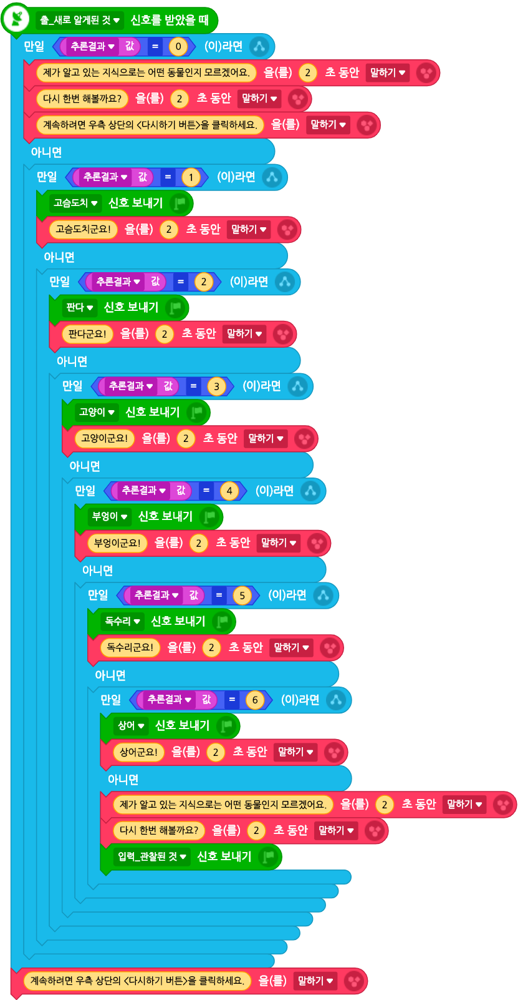 출_새로 알게된 것 신호를 받았을 때
만일 추론결과 값 = 0 (이)라면
제가 알고 있는 지식으로는 어떤 동물인지 모르겠어요. 을(를) 2 초 동안 말하기
다시 한번 해볼까요? 을(를) 2 초 동안 말하기
계속하려면 우측 상단의 <다시하기 버튼>을 클릭하세요. 을(를) 말하기
아니면
만일 추론결과 값 = 1 (이)라면
고슴도치 신호 보내기
고슴도치군요! 을(를) 2 초 동안 말하기
아니면
만일 추론결과 값 = 2 (이)라면
판다 신호 보내기
판다군요! 을(를) 2 초 동안 말하기
아니면
만일 추론결과 값 = 3 (이)라면
고양이 신호 보내기
고양이군요! 을(를) 2 초 동안 말하기
아니면
만일 추론결과 값 = 4 (이)라면
부엉이 신호 보내기
부엉이군요! 을(를) 2 초 동안 말하기
아니면
만일 추론결과 값 = 5 (이)라면
독수리 신호 보내기
독수리군요! 을(를) 2 초 동안 말하기
아니면
만일 추론결과 값 = 6 (이)라면
상어 신호 보내기
상어군요! 을(를) 2 초 동안 말하기
아니면
제가 알고 있는 지식으로는 어떤 동물인지 모르겠어요. 을(를) 2 초 동안 말하기
다시 한번 해볼까요? 을(를) 2 초 동안 말하기
입력_관찰된 것 신호 보내기
계속하려면 우측 상단의 <다시하기 버튼>을 클릭하세요. 을(를) 말하기